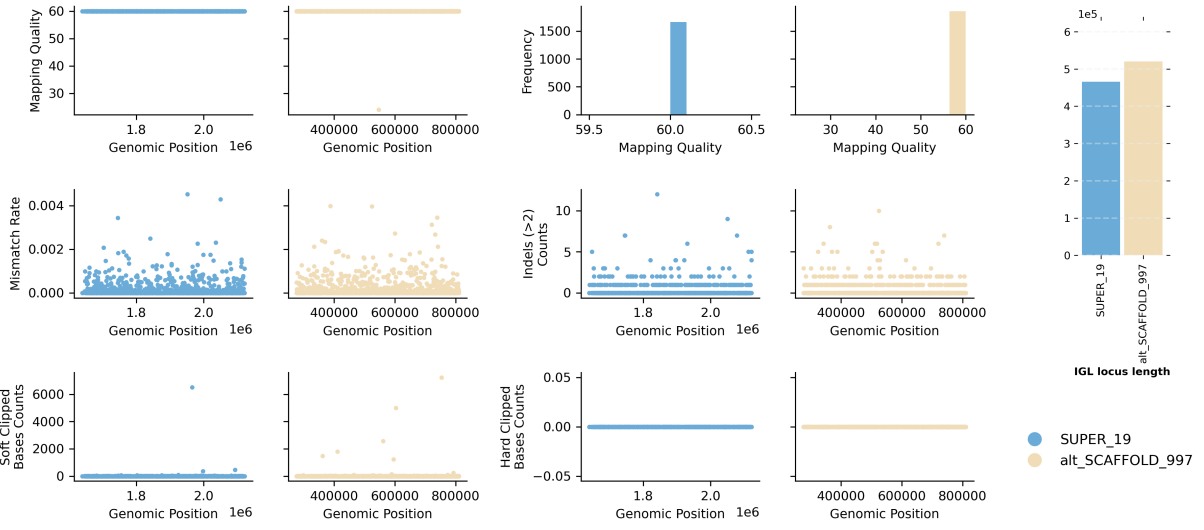 Mapping Quality
60
50
40
30
1.8
2.0
1e6
Genomic Position
400000
600000
800000
Genomic Position
Frequency
1500
1000
500
0
59.5
60.0
60.5
Mapping Quality
30
40
50
60
Mapping Quality
1e5
6
5
4
3
2
1
0
SUPER_19
alt_SCAFFOLD_997
IGL locus length
Mismatch Rate
0.004
0.002
0.000
1.8
2.0
1e6
Genomic Position
400000
600000
800000
Genomic Position
Indels (>2)
Counts
10
5
0
1.8
2.0
1e6
Genomic Position
400000
600000
800000
Genomic Position
Soft Clipped
Bases Counts
6000
4000
2000
0
1.8
2.0
1e6
Genomic Position
400000
600000
800000
Genomic Position
Hard Clipped
Bases Counts
0.05
0.00
−0.05
1.8
2.0
1e6
Genomic Position
400000
600000
800000
Genomic Position
SUPER_19
alt_SCAFFOLD_997